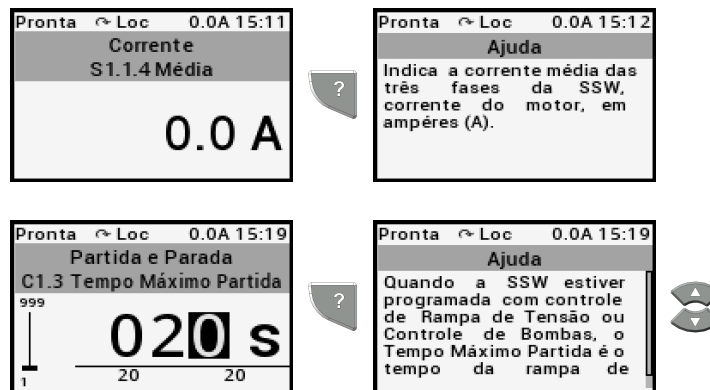 Pronta Loc 0.0A 15:11
Corrente
S1.1.4 Média
0.0 A
?
Pronta Loc 0.0A 15:12
Ajuda
Indica a corrente média das
três fases da SSW,
corrente do motor, em
ampéres (A).
Pronta Loc 0.0A 15:19
Partida e Parada
C1.3 Tempo Máximo Partida
999
020 s
1
20 20
?
Pronta Loc 0.0A 15:19
Ajuda
Quando a SSW estiver
programada com controle
de Rampa de Tensão ou
Controle de Bombas, o
Tempo Máximo Partida é o
tempo da rampa de